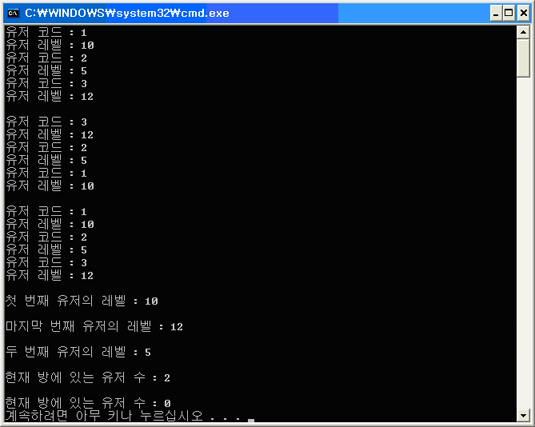 C:₩WINDOWS₩system32₩cmd.exe
유저 코드 : 1
유저 레벨 : 10
유저 코드 : 2
유저 레벨 : 5
유저 코드 : 3
유저 레벨 : 12
유저 코드 : 3
유저 레벨 : 12
유저 코드 : 2
유저 레벨 : 5
유저 코드 : 1
유저 레벨 : 10
유저 코드 : 1
유저 레벨 : 10
유저 코드 : 2
유저 레벨 : 5
유저 코드 : 3
유저 레벨 : 12
첫 번째 유저의 레벨 : 10
마지막 번째 유저의 레벨 : 12
두 번째 유저의 레벨 : 5
현재 방에 있는 유저 수 : 2
현재 방에 있는 유저 수 : 0
계속하려면 아무 키나 누르십시오 . . .